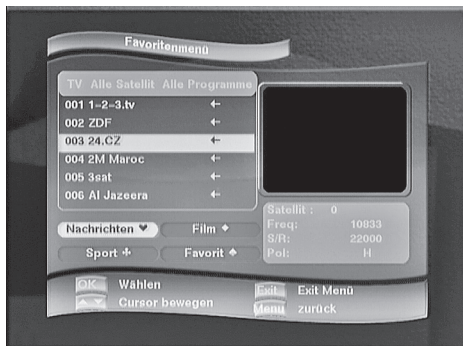 Favoritenmenü
TV Alle Satellit Alle Programme
001 1-2-3.tv ←
002 ZDF ←
003 24.CZ ←
004 2M Maroc ←
005 3sat ←
006 Al Jazeera ←
Satellit : 0
Freq: 10833
S/R: 22000
Pol: H
Nachrichten ♥ Film ♦
Sport ♣ Favorit ♠
OK Wählen Exit Exit Menü
▲ ▼ Cursor bewegen Menu zurück